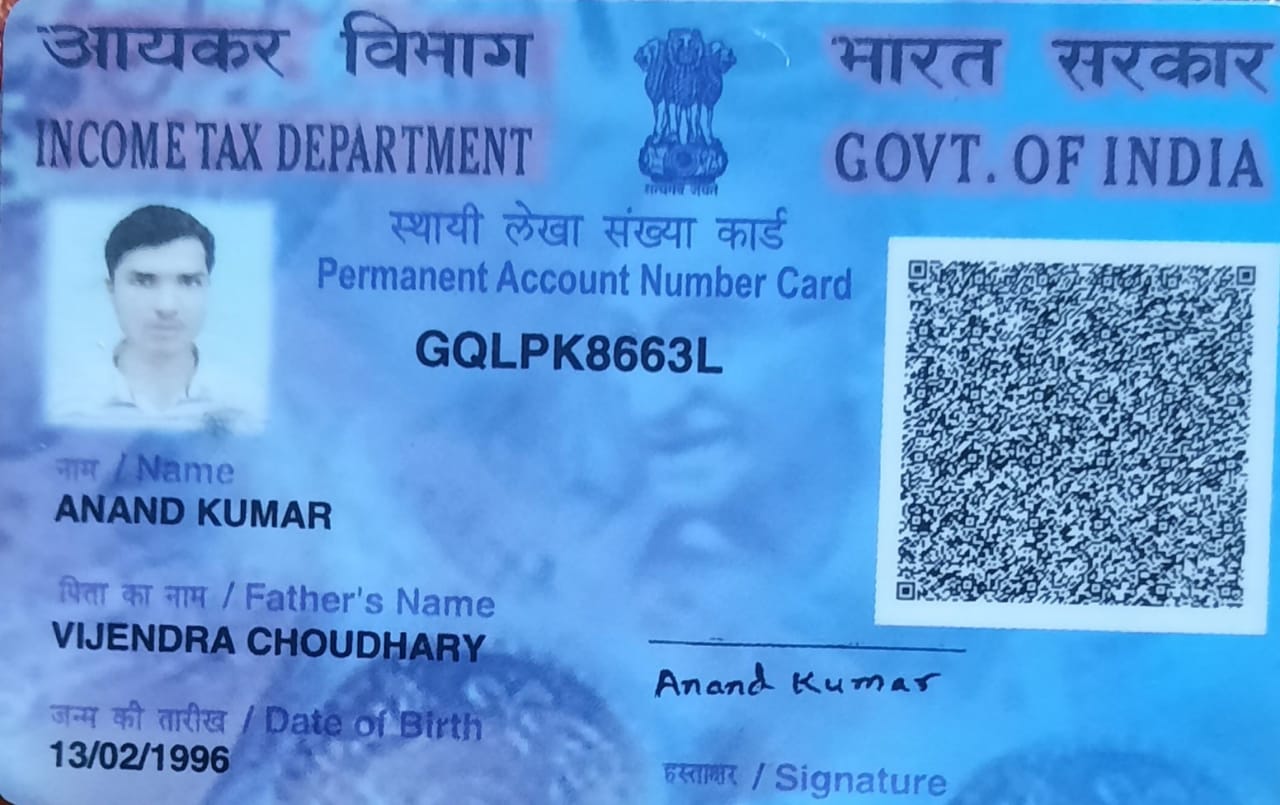 आयकर विभाग
INCOME TAX DEPARTMENT
सत्यमेव जयते
भारत सरकार
GOVT. OF INDIA
स्थायी लेखा संख्या कार्ड
Permanent Account Number Card
GQLPK8663L
नाम / Name
ANAND KUMAR
पिता का नाम / Father's Name
VIJENDRA CHOUDHARY
जन्म की तारीख / Date of Birth
13/02/1996
Anand Kumar
हस्ताक्षर / Signature